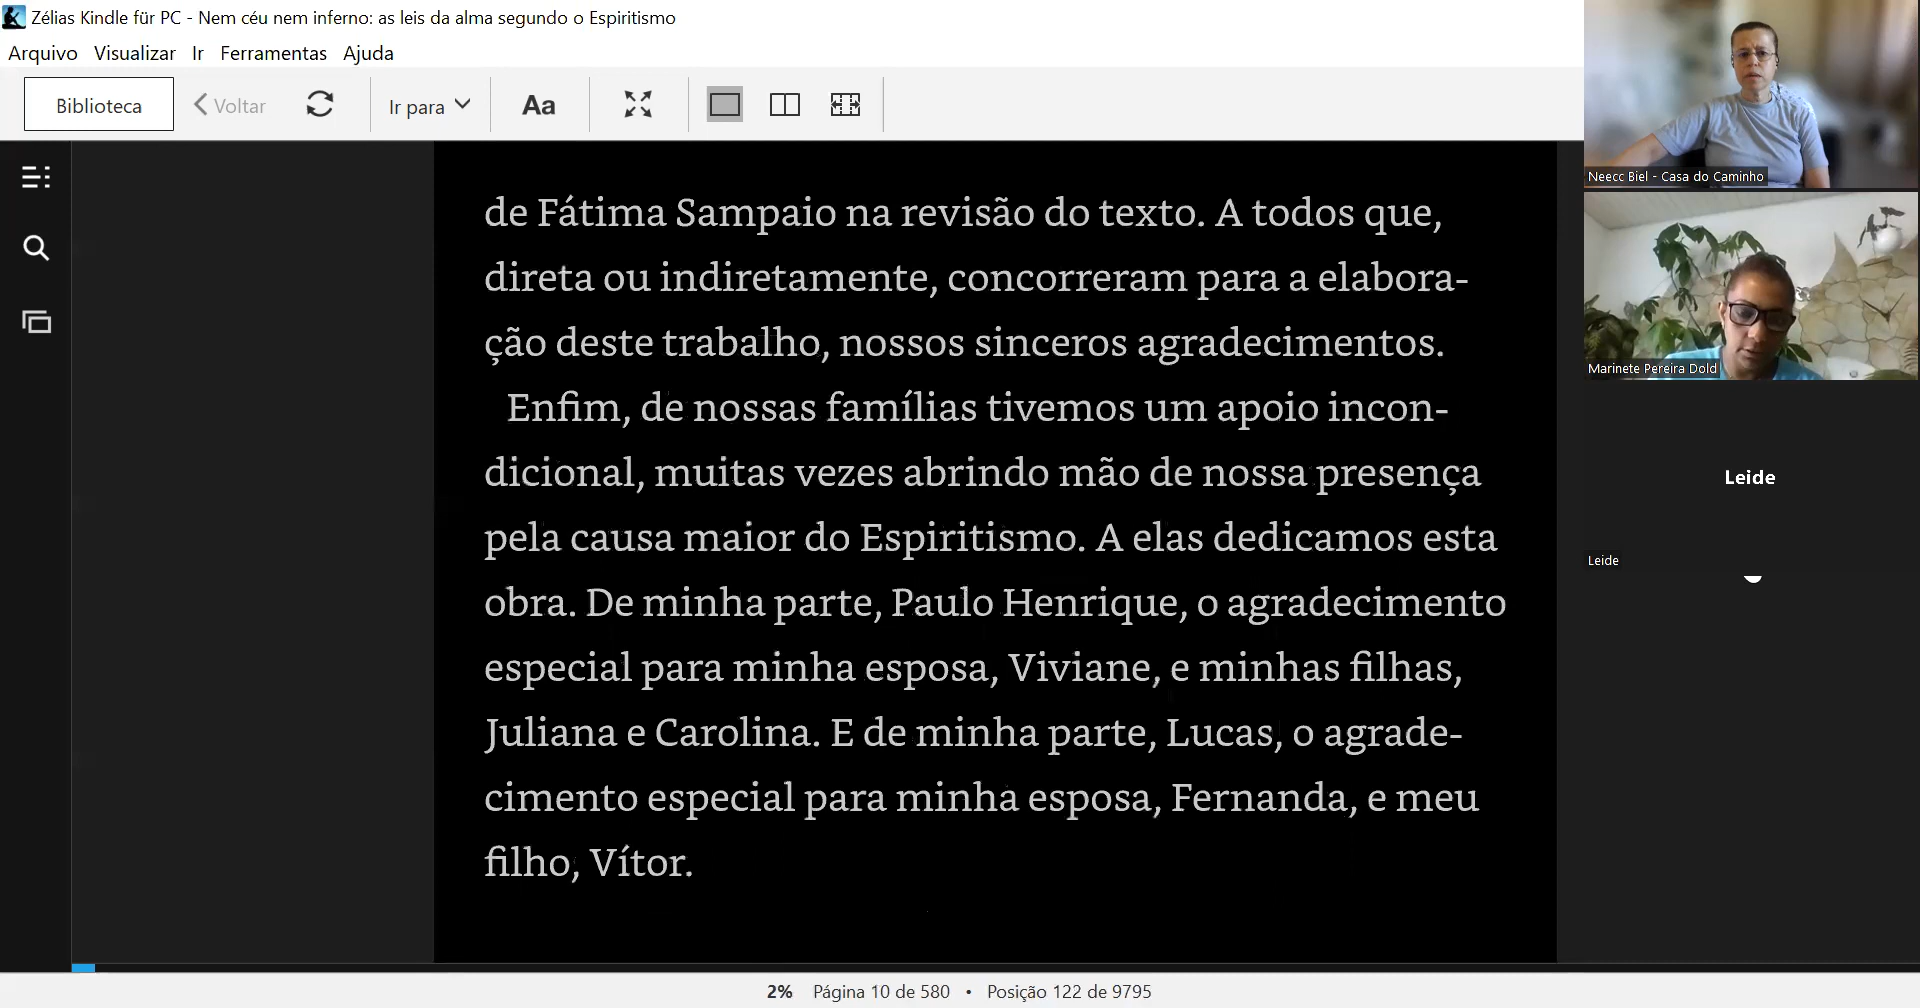 Zélias Kindle für PC - Nem céu nem inferno: as leis da alma segundo o Espiritismo
Arquivo Visualizar Ir Ferramentas Ajuda
Biblioteca Voltar Ir para Aa
de Fátima Sampaio na revisão do texto. A todos que,
direta ou indiretamente, concorreram para a elabora-
ção deste trabalho, nossos sinceros agradecimentos.
Enfim, de nossas famílias tivemos um apoio incon-
dicional, muitas vezes abrindo mão de nossa presença
pela causa maior do Espiritismo. A elas dedicamos esta
obra. De minha parte, Paulo Henrique, o agradecimento
especial para minha esposa, Viviane, e minhas filhas,
Juliana e Carolina. E de minha parte, Lucas, o agrade-
cimento especial para minha esposa, Fernanda, e meu
filho, Vítor.
2% Página 10 de 580 • Posição 122 de 9795
Neecc Biel - Casa do Caminho
Marinete Pereira Dold
Leide
Leide